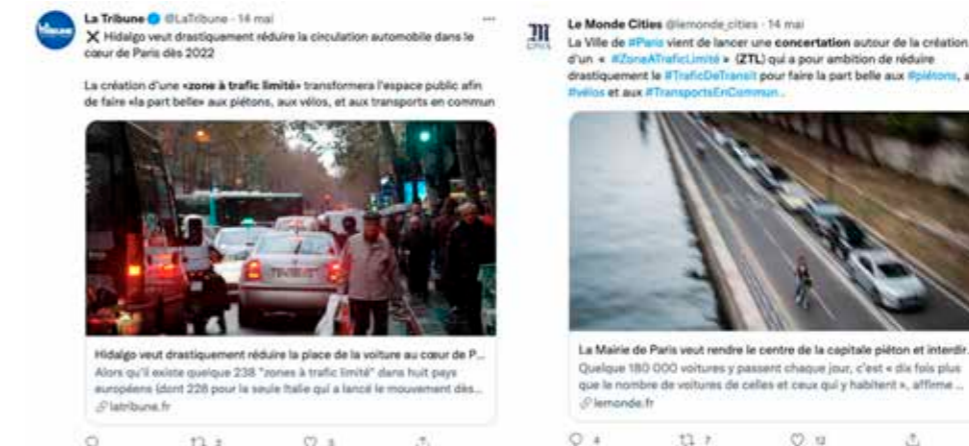 La Tribune @LaTribune · 14 mai
❌ Hidalgo veut drastiquement réduire la circulation automobile dans le
cœur de Paris dès 2022
La création d'une «zone à trafic limité» transformera l'espace public afin
de faire «la part belle» aux piétons, aux vélos, et aux transports en commun
Hidalgo veut drastiquement réduire la place de la voiture au cœur de P...
Alors qu'il existe quelque 238 "zones à trafic limité" dans huit pays
européens (dont 228 pour la seule Italie qui a lancé le mouvement dès...
latribune.fr
3
Le Monde Cities @lemonde_cities · 14 mai
La Ville de #Paris vient de lancer une concertation autour de la création
d'un « #ZoneATraficLimité » (ZTL) qui a pour ambition de réduire
drastiquement le #TraficDeTransit pour faire la part belle aux #piétons, a
#vélos et aux #TransportsEnCommun..
La Mairie de Paris veut rendre le centre de la capitale piéton et interdir.
Quelque 180 000 voitures y passent chaque jour, c'est « dix fois plus
que le nombre de voitures de celles et ceux qui y habitent », affirme ...
lemonde.fr
4 7 12